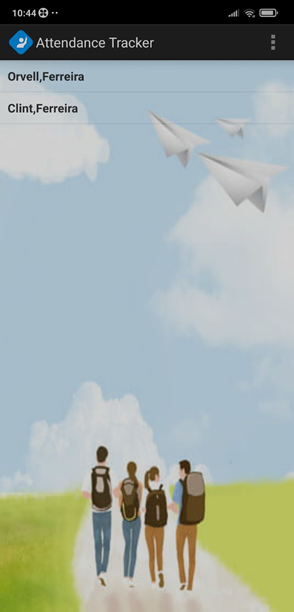 10:44
Attendance Tracker
Orvell,Ferreira
Clint,Ferreira